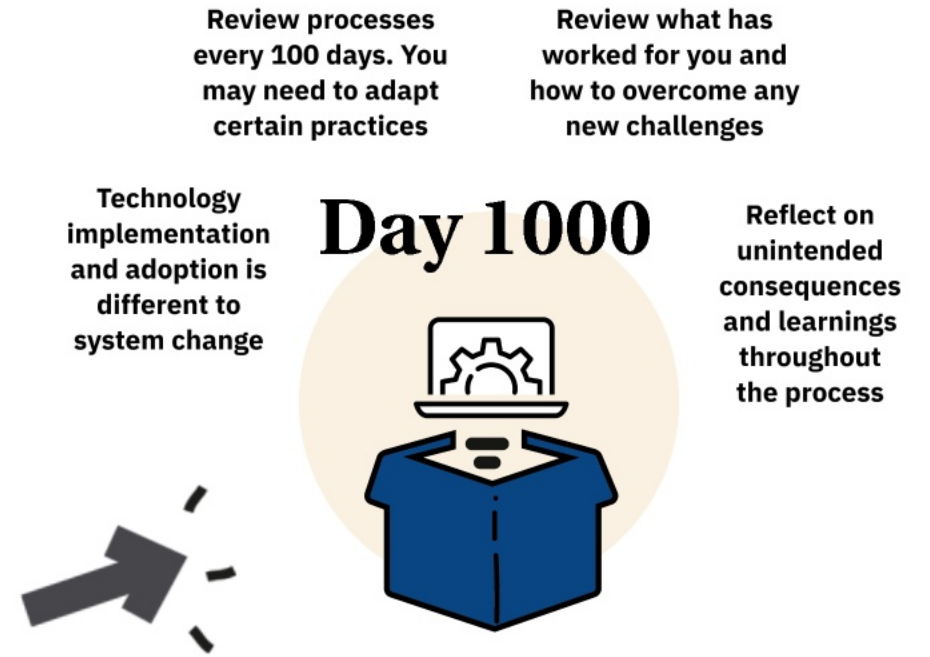 Review processes
every 100 days. You
may need to adapt
certain practices
Review what has
worked for you and
how to overcome any
new challenges
Technology
implementation
and adoption is
different to
system change
Day 1000
Reflect on
unintended
consequences
and learnings
throughout
the process